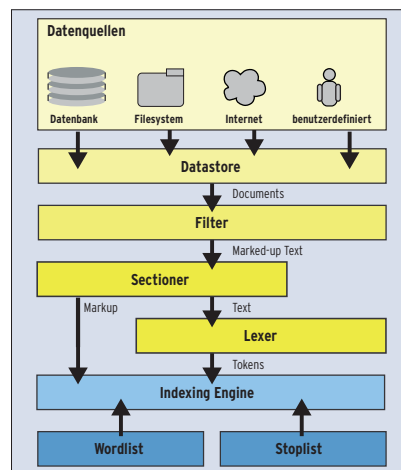 Datenquellen
Datenbank
Filesystem
Internet
benutzerdefiniert
Datastore
Documents
Filter
Marked-up Text
Sectioner
Markup
Text
Lexer
Tokens
Indexing Engine
Wordlist
Stoplist